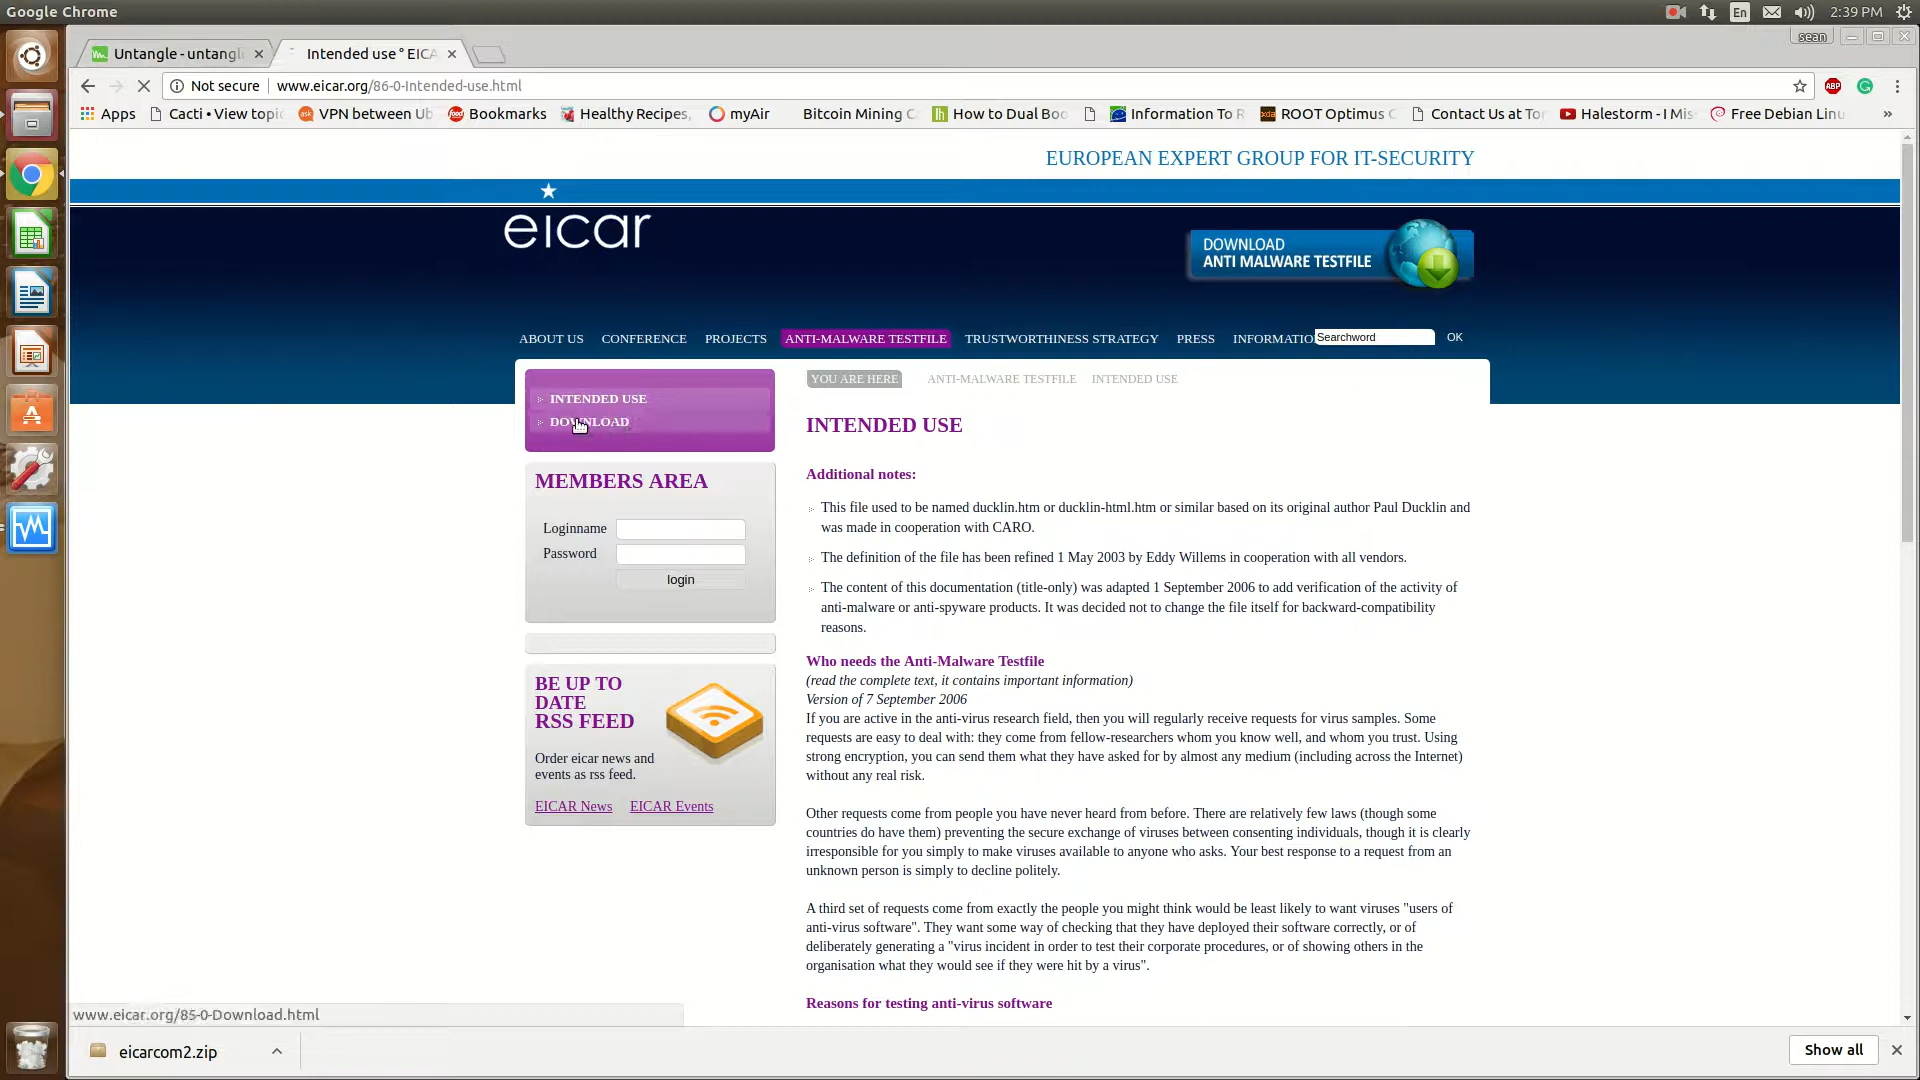 Google Chrome
En
2:39 PM
sean
Untangle - untangl
Intended use ° EICA
Not secure
www.eicar.org/86-0-Intended-use.html
ABP
Apps
Cacti • View topi
VPN between Ub
Bookmarks
Healthy Recipes,
myAir
Bitcoin Mining C
How to Dual Boo
Information To R
ROOT Optimus C
Contact Us at Tor
Halestorm - I Mis
Free Debian Linu
»
EUROPEAN EXPERT GROUP FOR IT-SECURITY
eicar
DOWNLOAD
ANTI MALWARE TESTFILE
ABOUT US
CONFERENCE
PROJECTS
ANTI-MALWARE TESTFILE
TRUSTWORTHINESS STRATEGY
PRESS
INFORMATIO
Searchword
OK
INTENDED USE
DOWNLOAD
YOU ARE HERE
ANTI-MALWARE TESTFILE
INTENDED USE
MEMBERS AREA
Loginname
Password
login
BE UP TO
DATE
RSS FEED
Order eicar news and
events as rss feed.
EICAR News
EICAR Events
INTENDED USE
Additional notes:
This file used to be named ducklin.htm or ducklin-html.htm or similar based on its original author Paul Ducklin and
was made in cooperation with CARO.
The definition of the file has been refined 1 May 2003 by Eddy Willems in cooperation with all vendors.
The content of this documentation (title-only) was adapted 1 September 2006 to add verification of the activity of
anti-malware or anti-spyware products. It was decided not to change the file itself for backward-compatibility
reasons.
Who needs the Anti-Malware Testfile
(read the complete text, it contains important information)
Version of 7 September 2006
If you are active in the anti-virus research field, then you will regularly receive requests for virus samples. Some
requests are easy to deal with: they come from fellow-researchers whom you know well, and whom you trust. Using
strong encryption, you can send them what they have asked for by almost any medium (including across the Internet)
without any real risk.
Other requests come from people you have never heard from before. There are relatively few laws (though some
countries do have them) preventing the secure exchange of viruses between consenting individuals, though it is clearly
irresponsible for you simply to make viruses available to anyone who asks. Your best response to a request from an
unknown person is simply to decline politely.
A third set of requests come from exactly the people you might think would be least likely to want viruses "users of
anti-virus software". They want some way of checking that they have deployed their software correctly, or of
deliberately generating a "virus incident in order to test their corporate procedures, or of showing others in the
organisation what they would see if they were hit by a virus".
Reasons for testing anti-virus software
www.eicar.org/85-0-Download.html
eicarcom2.zip
Show all